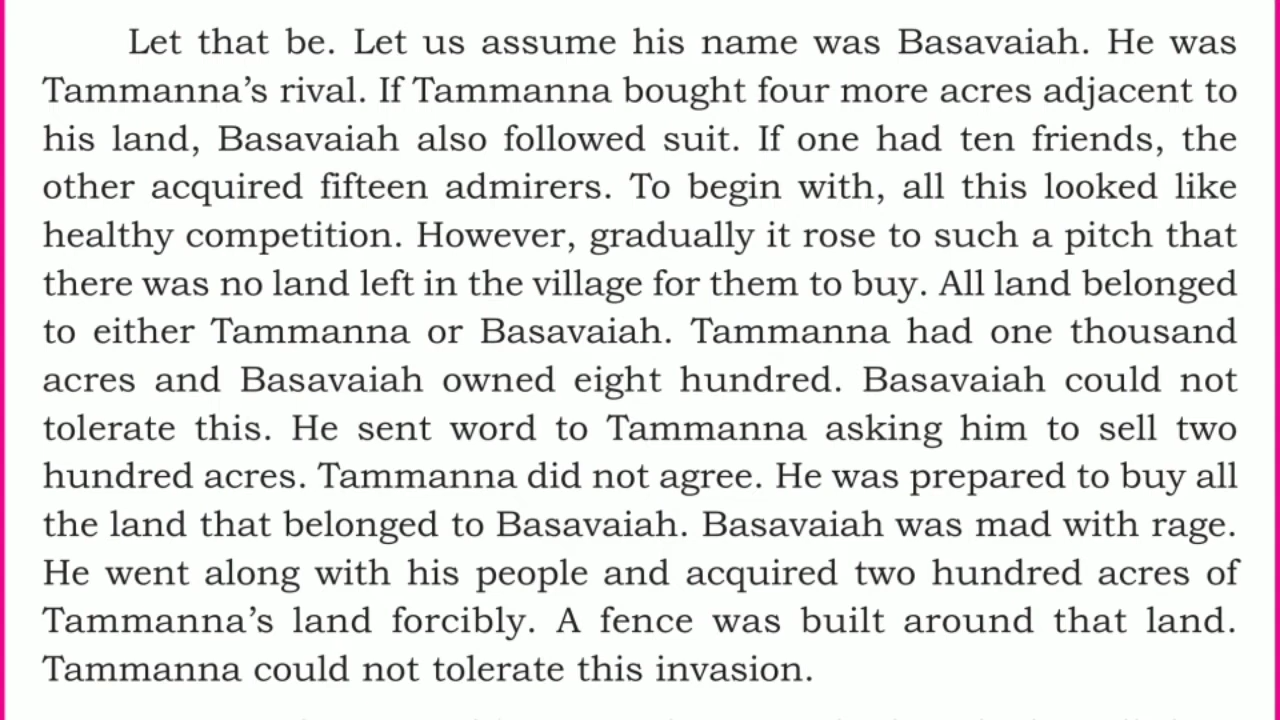 Let that be. Let us assume his name was Basavaiah. He was
Tammanna’s rival. If Tammanna bought four more acres adjacent to
his land, Basavaiah also followed suit. If one had ten friends, the
other acquired fifteen admirers. To begin with, all this looked like
healthy competition. However, gradually it rose to such a pitch that
there was no land left in the village for them to buy. All land belonged
to either Tammanna or Basavaiah. Tammanna had one thousand
acres and Basavaiah owned eight hundred. Basavaiah could not
tolerate this. He sent word to Tammanna asking him to sell two
hundred acres. Tammanna did not agree. He was prepared to buy all
the land that belonged to Basavaiah. Basavaiah was mad with rage.
He went along with his people and acquired two hundred acres of
Tammanna’s land forcibly. A fence was built around that land.
Tammanna could not tolerate this invasion.